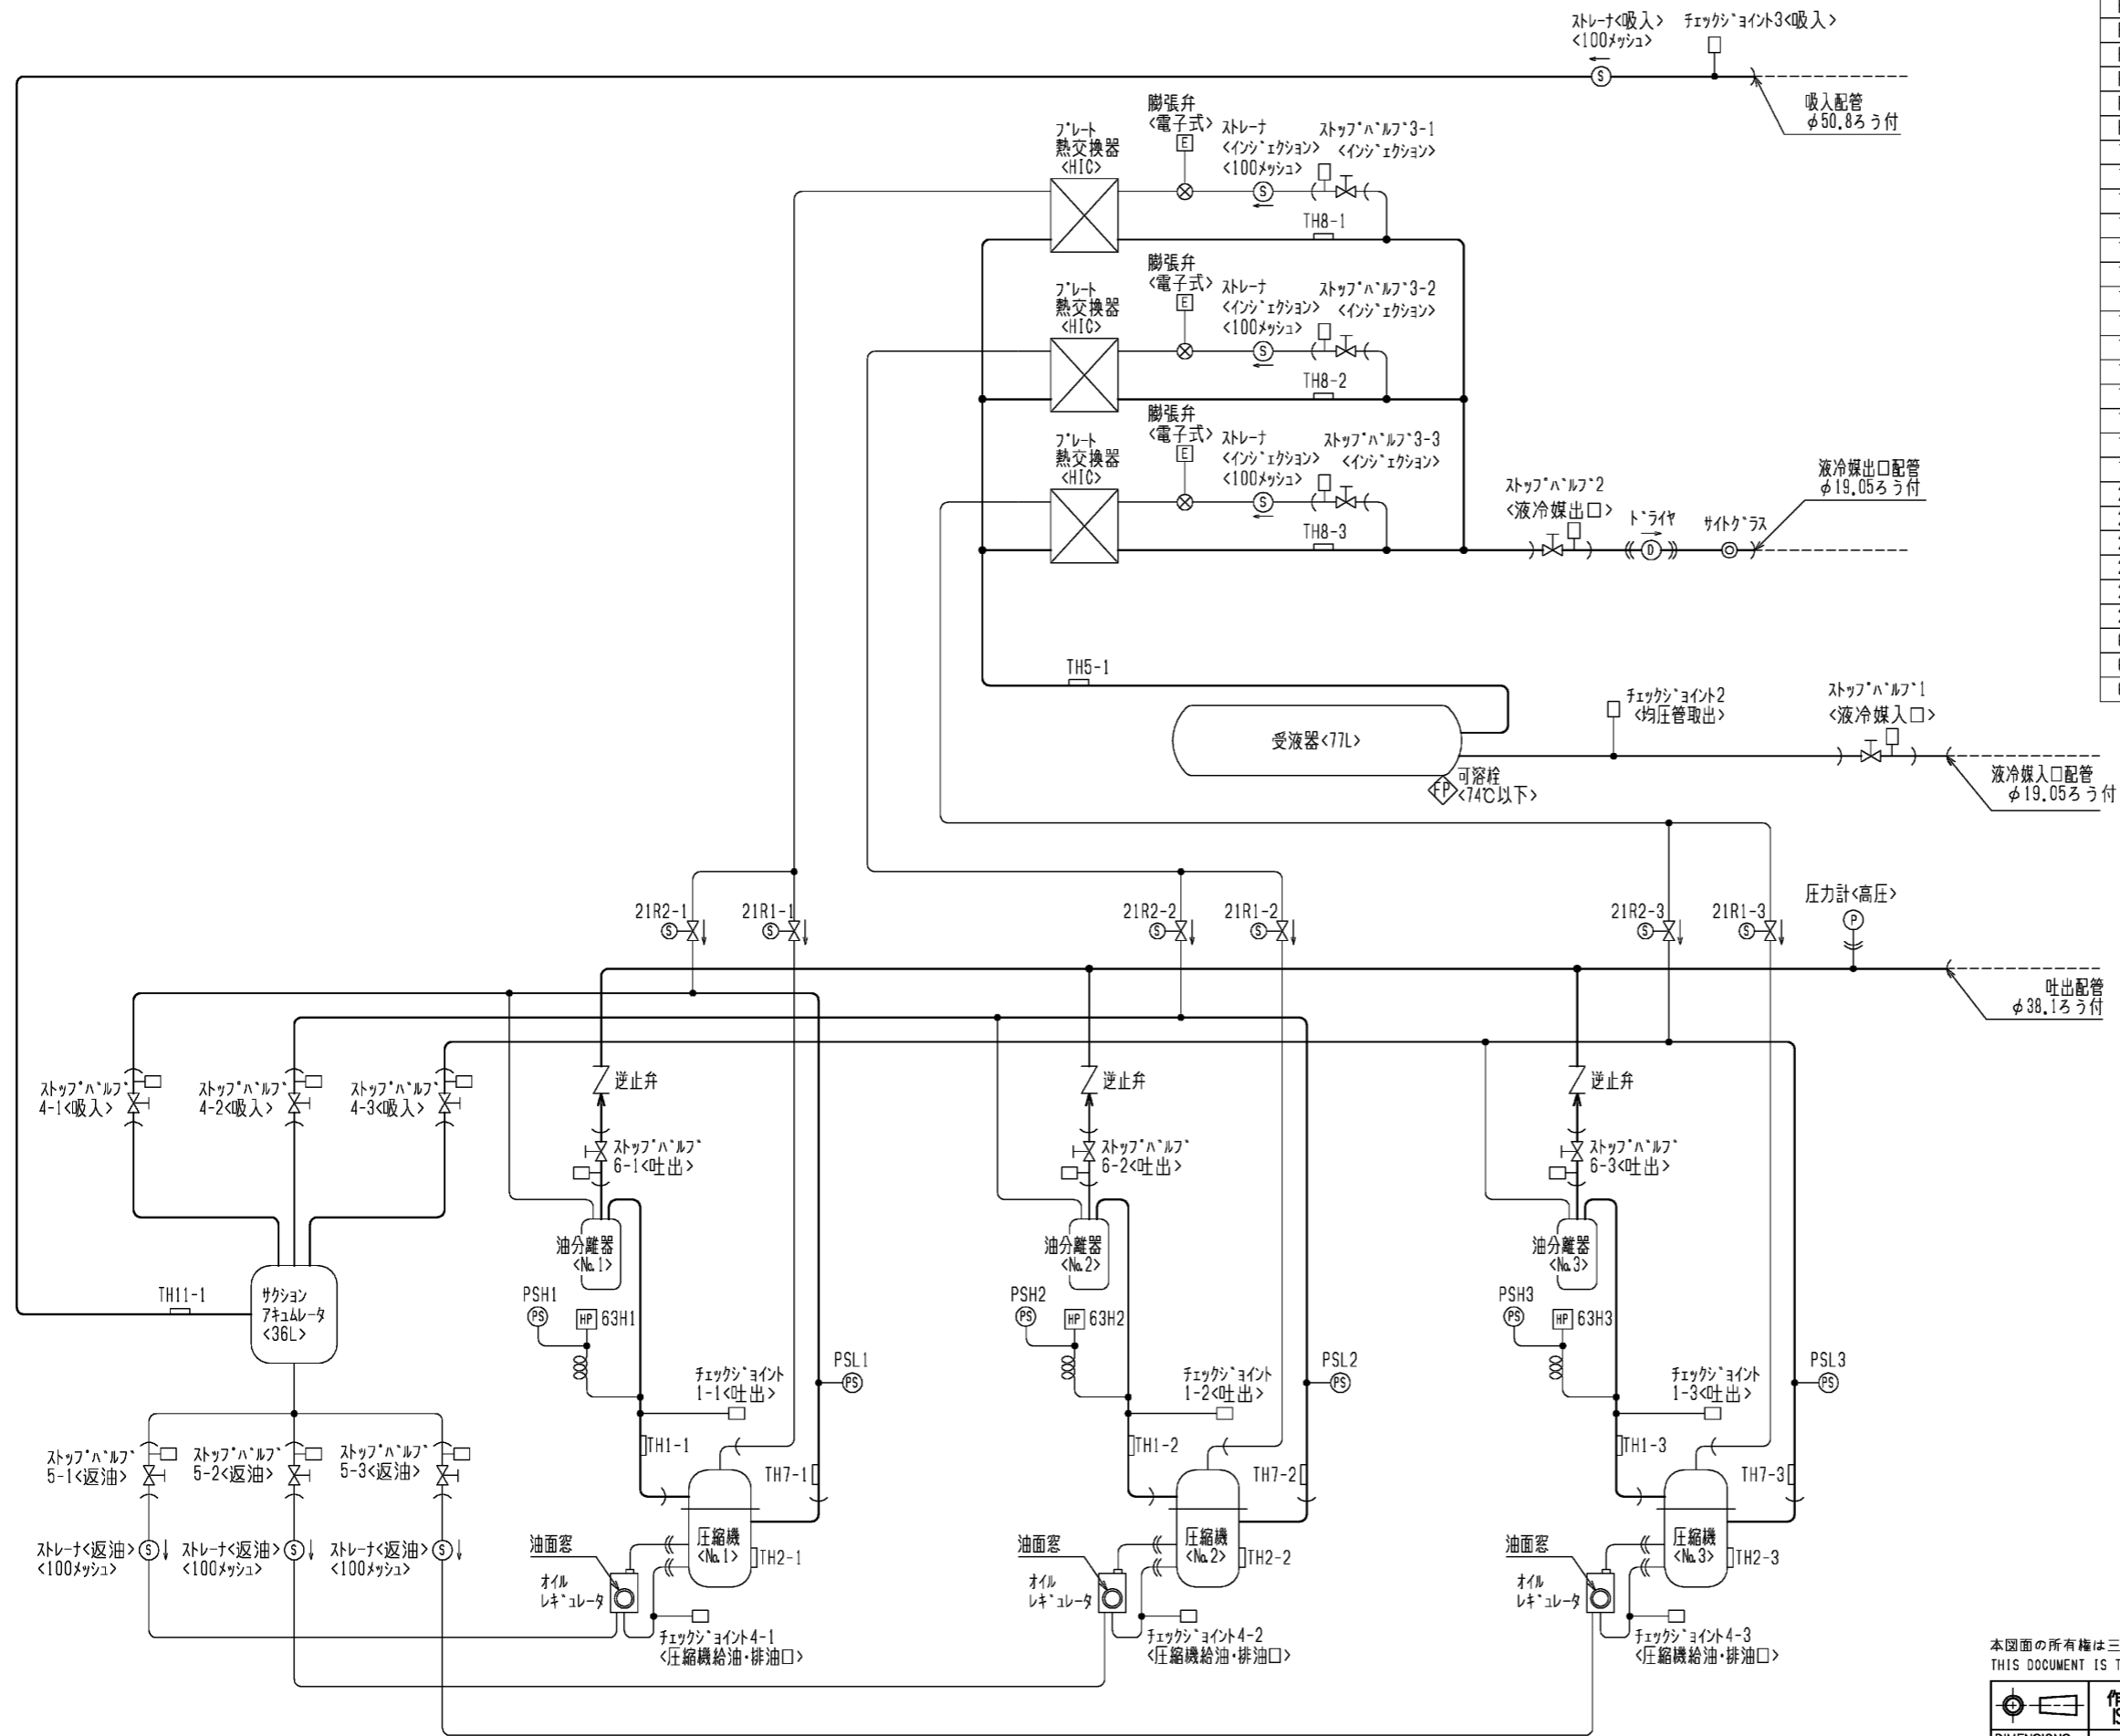 ストレーナ<吸入>
<100メッシュ>
チェックジョイント3<吸入>
吸入配管
φ50.8ろう付
S
プレート
熱交換器
<HIC>
膨張弁
<電子式>
E
ストレーナ
<インジェクション>
<100メッシュ>
S
ストップバルブ3-1
<インジェクション>
TH8-1
プレート
熱交換器
<HIC>
膨張弁
<電子式>
E
ストレーナ
<インジェクション>
<100メッシュ>
S
ストップバルブ3-2
<インジェクション>
TH8-2
プレート
熱交換器
<HIC>
膨張弁
<電子式>
E
ストレーナ
<インジェクション>
<100メッシュ>
S
ストップバルブ3-3
<インジェクション>
TH8-3
ストップバルブ2
<液冷媒出口>
ドライヤ
D
サイトグラス
液冷媒出口配管
φ19.05ろう付
TH5-1
受液器<77L>
FP
可溶栓
<74℃以下>
チェックジョイント2
<均圧管取出>
ストップバルブ1
<液冷媒入口>
液冷媒入口配管
φ19.05ろう付
21R2-1
S
21R1-1
S
21R2-2
S
21R1-2
S
21R2-3
S
21R1-3
S
圧力計<高圧>
P
吐出配管
φ38.1ろう付
ストップバルブ
4-1<吸入>
ストップバルブ
4-2<吸入>
ストップバルブ
4-3<吸入>
逆止弁
ストップバルブ
6-1<吐出>
逆止弁
ストップバルブ
6-2<吐出>
逆止弁
ストップバルブ
6-3<吐出>
油分離器
<No.1>
油分離器
<No.2>
油分離器
<No.3>
TH11-1
サクション
アキュムレータ
<36L>
PSH1
PS
HP
63H1
PSH2
PS
HP
63H2
PSH3
PS
HP
63H3
チェックジョイント
1-1<吐出>
PSL1
PS
チェックジョイント
1-2<吐出>
PSL2
PS
チェックジョイント
1-3<吐出>
PSL3
PS
ストップバルブ
5-1<返油>
ストップバルブ
5-2<返油>
ストップバルブ
5-3<返油>
TH1-1
TH7-1
TH1-2
TH7-2
TH1-3
TH7-3
ストレーナ<返油>
<100メッシュ>
S
ストレーナ<返油>
<100メッシュ>
S
ストレーナ<返油>
<100メッシュ>
S
油面窓
オイル
レギュレータ
圧縮機
<No.1>
TH2-1
油面窓
オイル
レギュレータ
圧縮機
<No.2>
TH2-2
油面窓
オイル
レギュレータ
圧縮機
<No.3>
TH2-3
チェックジョイント4-1
<圧縮機給油・排油口>
チェックジョイント4-2
<圧縮機給油・排油口>
チェックジョイント4-3
<圧縮機給油・排油口>
本図面の所有権は三
THIS DOCUMENT IS